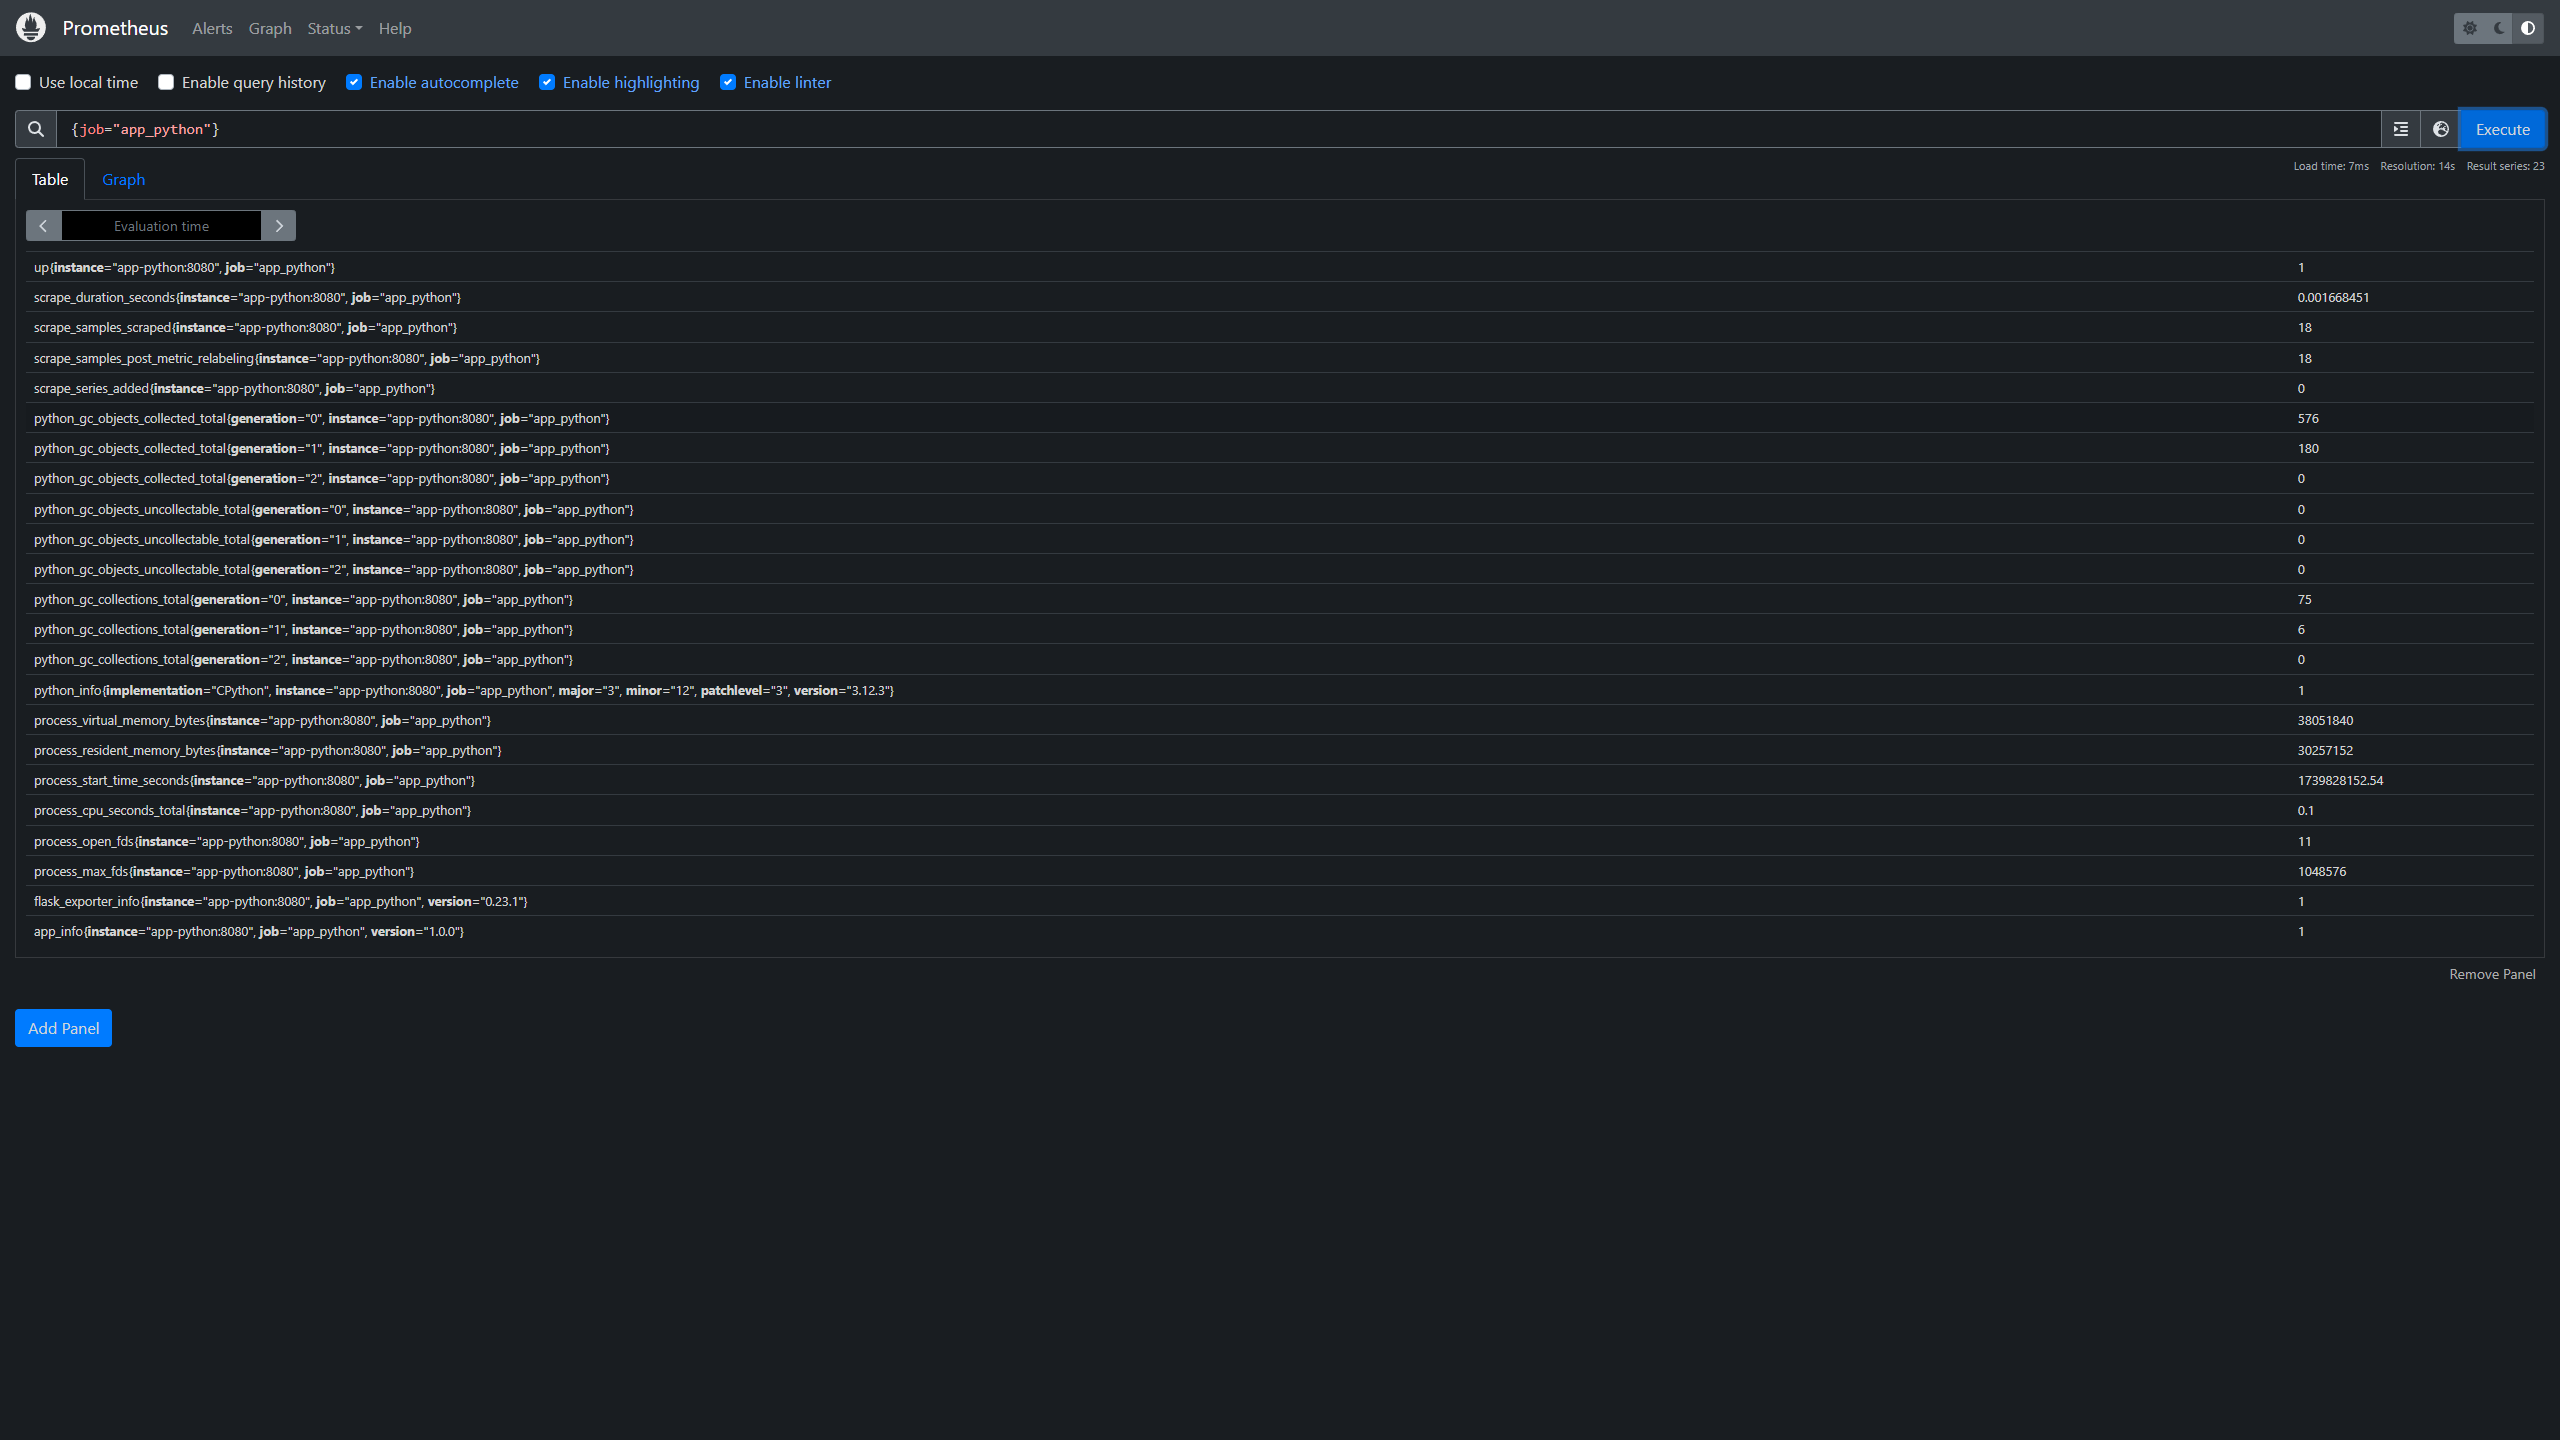 Prometheus Alerts Graph Status Help
Use local time Enable query history Enable autocomplete Enable highlighting Enable linter
{job="app_python"} Execute
Table Graph Load time: 7ms Resolution: 14s Result series: 23
Evaluation time
up{instance="app-python:8080", job="app_python"} 1
scrape_duration_seconds{instance="app-python:8080", job="app_python"} 0.001668451
scrape_samples_scraped{instance="app-python:8080", job="app_python"} 18
scrape_samples_post_metric_relabeling{instance="app-python:8080", job="app_python"} 18
scrape_series_added{instance="app-python:8080", job="app_python"} 0
python_gc_objects_collected_total{generation="0", instance="app-python:8080", job="app_python"} 576
python_gc_objects_collected_total{generation="1", instance="app-python:8080", job="app_python"} 180
python_gc_objects_collected_total{generation="2", instance="app-python:8080", job="app_python"} 0
python_gc_objects_uncollectable_total{generation="0", instance="app-python:8080", job="app_python"} 0
python_gc_objects_uncollectable_total{generation="1", instance="app-python:8080", job="app_python"} 0
python_gc_objects_uncollectable_total{generation="2", instance="app-python:8080", job="app_python"} 0
python_gc_collections_total{generation="0", instance="app-python:8080", job="app_python"} 75
python_gc_collections_total{generation="1", instance="app-python:8080", job="app_python"} 6
python_gc_collections_total{generation="2", instance="app-python:8080", job="app_python"} 0
python_info{implementation="CPython", instance="app-python:8080", job="app_python", major="3", minor="12", patchlevel="3", version="3.12.3"} 1
process_virtual_memory_bytes{instance="app-python:8080", job="app_python"} 38051840
process_resident_memory_bytes{instance="app-python:8080", job="app_python"} 30257152
process_start_time_seconds{instance="app-python:8080", job="app_python"} 1739828152.54
process_cpu_seconds_total{instance="app-python:8080", job="app_python"} 0.1
process_open_fds{instance="app-python:8080", job="app_python"} 11
process_max_fds{instance="app-python:8080", job="app_python"} 1048576
flask_exporter_info{instance="app-python:8080", job="app_python", version="0.23.1"} 1
app_info{instance="app-python:8080", job="app_python", version="1.0.0"} 1
Remove Panel
Add Panel